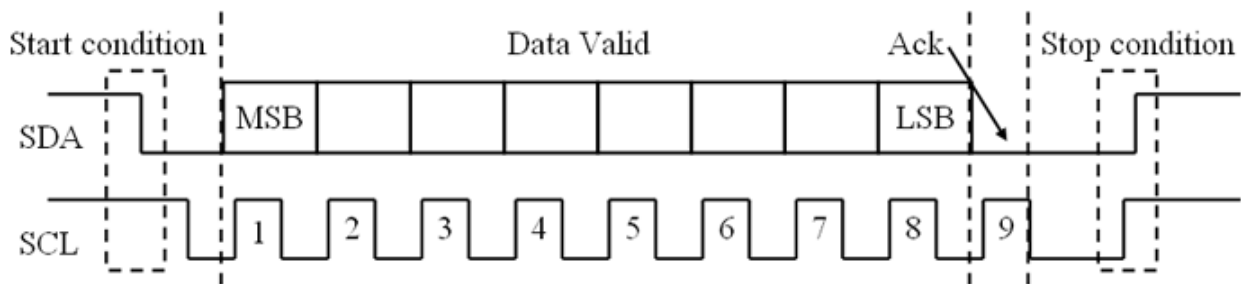 Start condition Data Valid Ack Stop condition
SDA MSB LSB
SCL 1 2 3 4 5 6 7 8 9